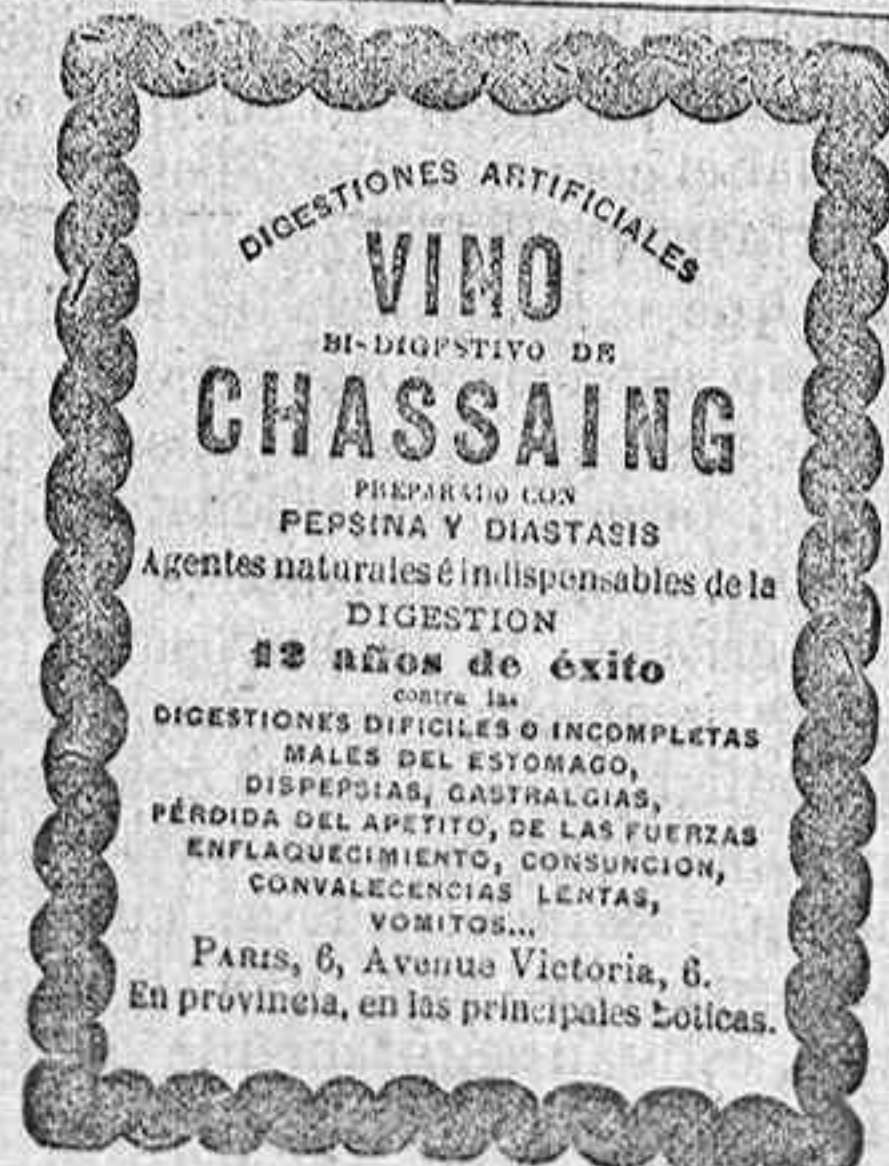 DIGESTIONES ARTIFICIALES
VINO
BI-DIGESTIVO DE
CHASSAING
PREPARADO CON
PEPSINA Y DIASTASIS
Agentes naturales é indispensables de la
DIGESTION
12 años de éxito
contra las
DIGESTIONES DIFICILES O INCOMPLETAS
MALES DEL ESTOMAGO,
DISPEPSIAS, GASTRALGIAS,
PÉRDIDA DEL APETITO, DE LAS FUERZAS
ENFLAQUECIMIENTO, CONSUNCION,
CONVALECENCIAS LENTAS,
VOMITOS...
PARIS, 6, Avenue Victoria, 6.
En provincia, en las principales boticas.